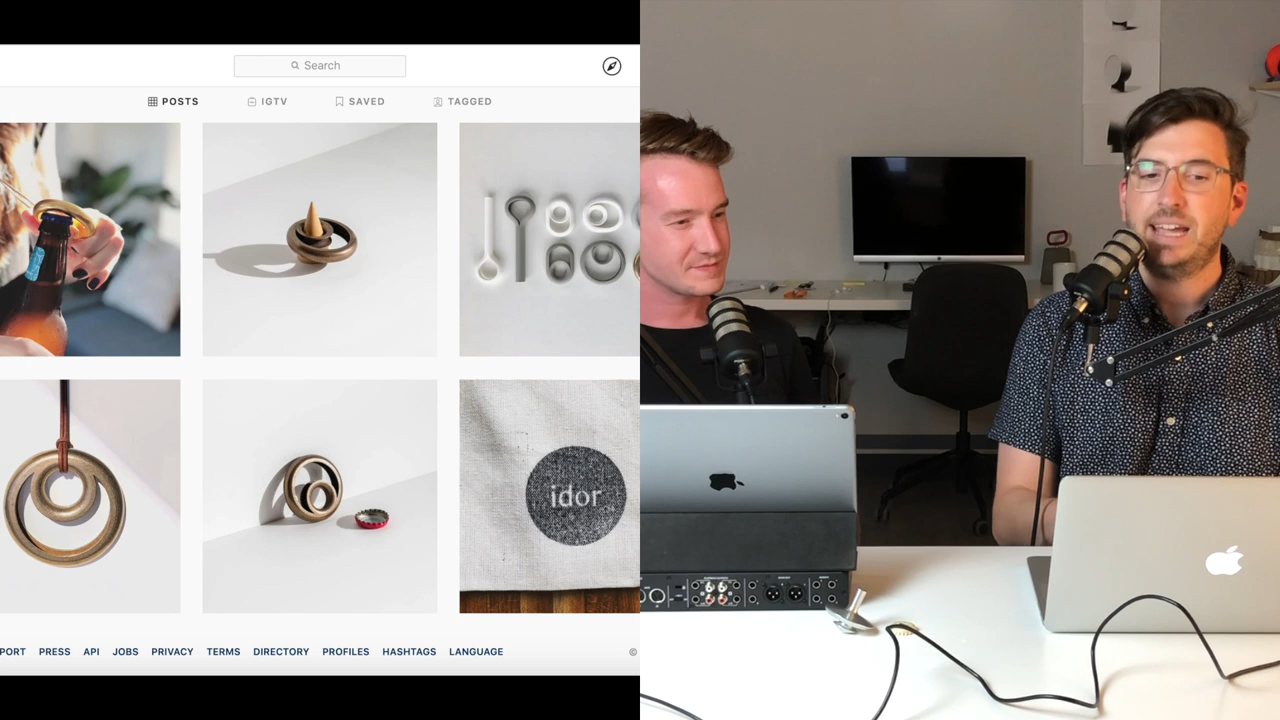 Search
POSTS
IGTV
SAVED
TAGGED
idor
PORT PRESS API JOBS PRIVACY TERMS DIRECTORY PROFILES HASHTAGS LANGUAGE ©